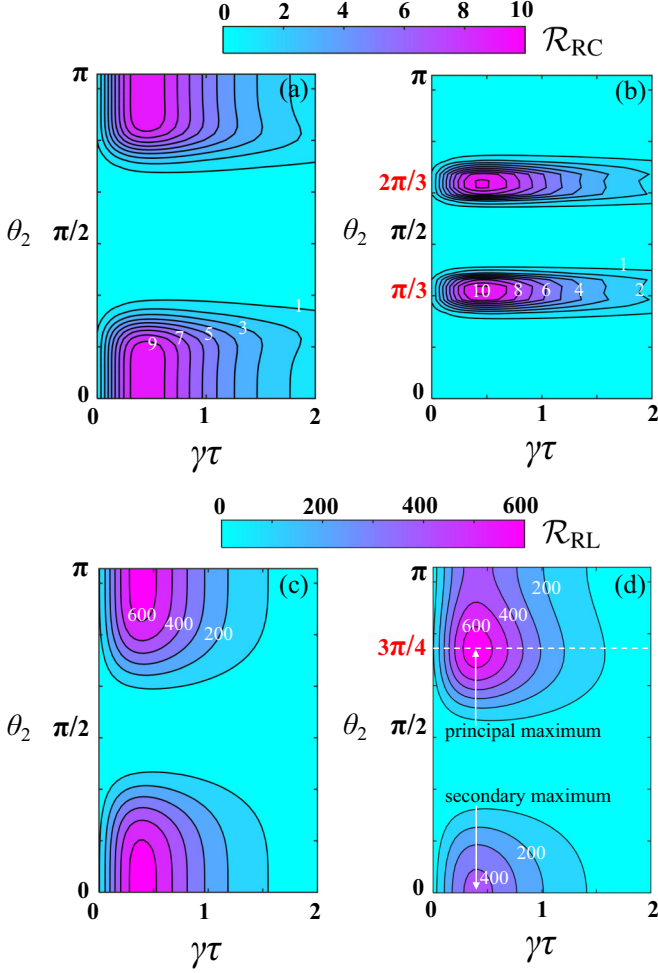 0 2 4 6 8 10
ℛRC
π (a) π (b)
2π/3
θ2 π/2 θ2 π/2
1 1
π/3
9 7 5 3 10 8 6 4 2
0 0
0 1 2 0 1 2
γτ γτ
0 200 400 600
ℛRL
π (c) π (d)
200
600 400 200 600 400
3π/4
θ2 π/2 θ2 π/2
principal maximum
secondary maximum
200
400
0 0
0 1 2 0 1 2
γτ γτ